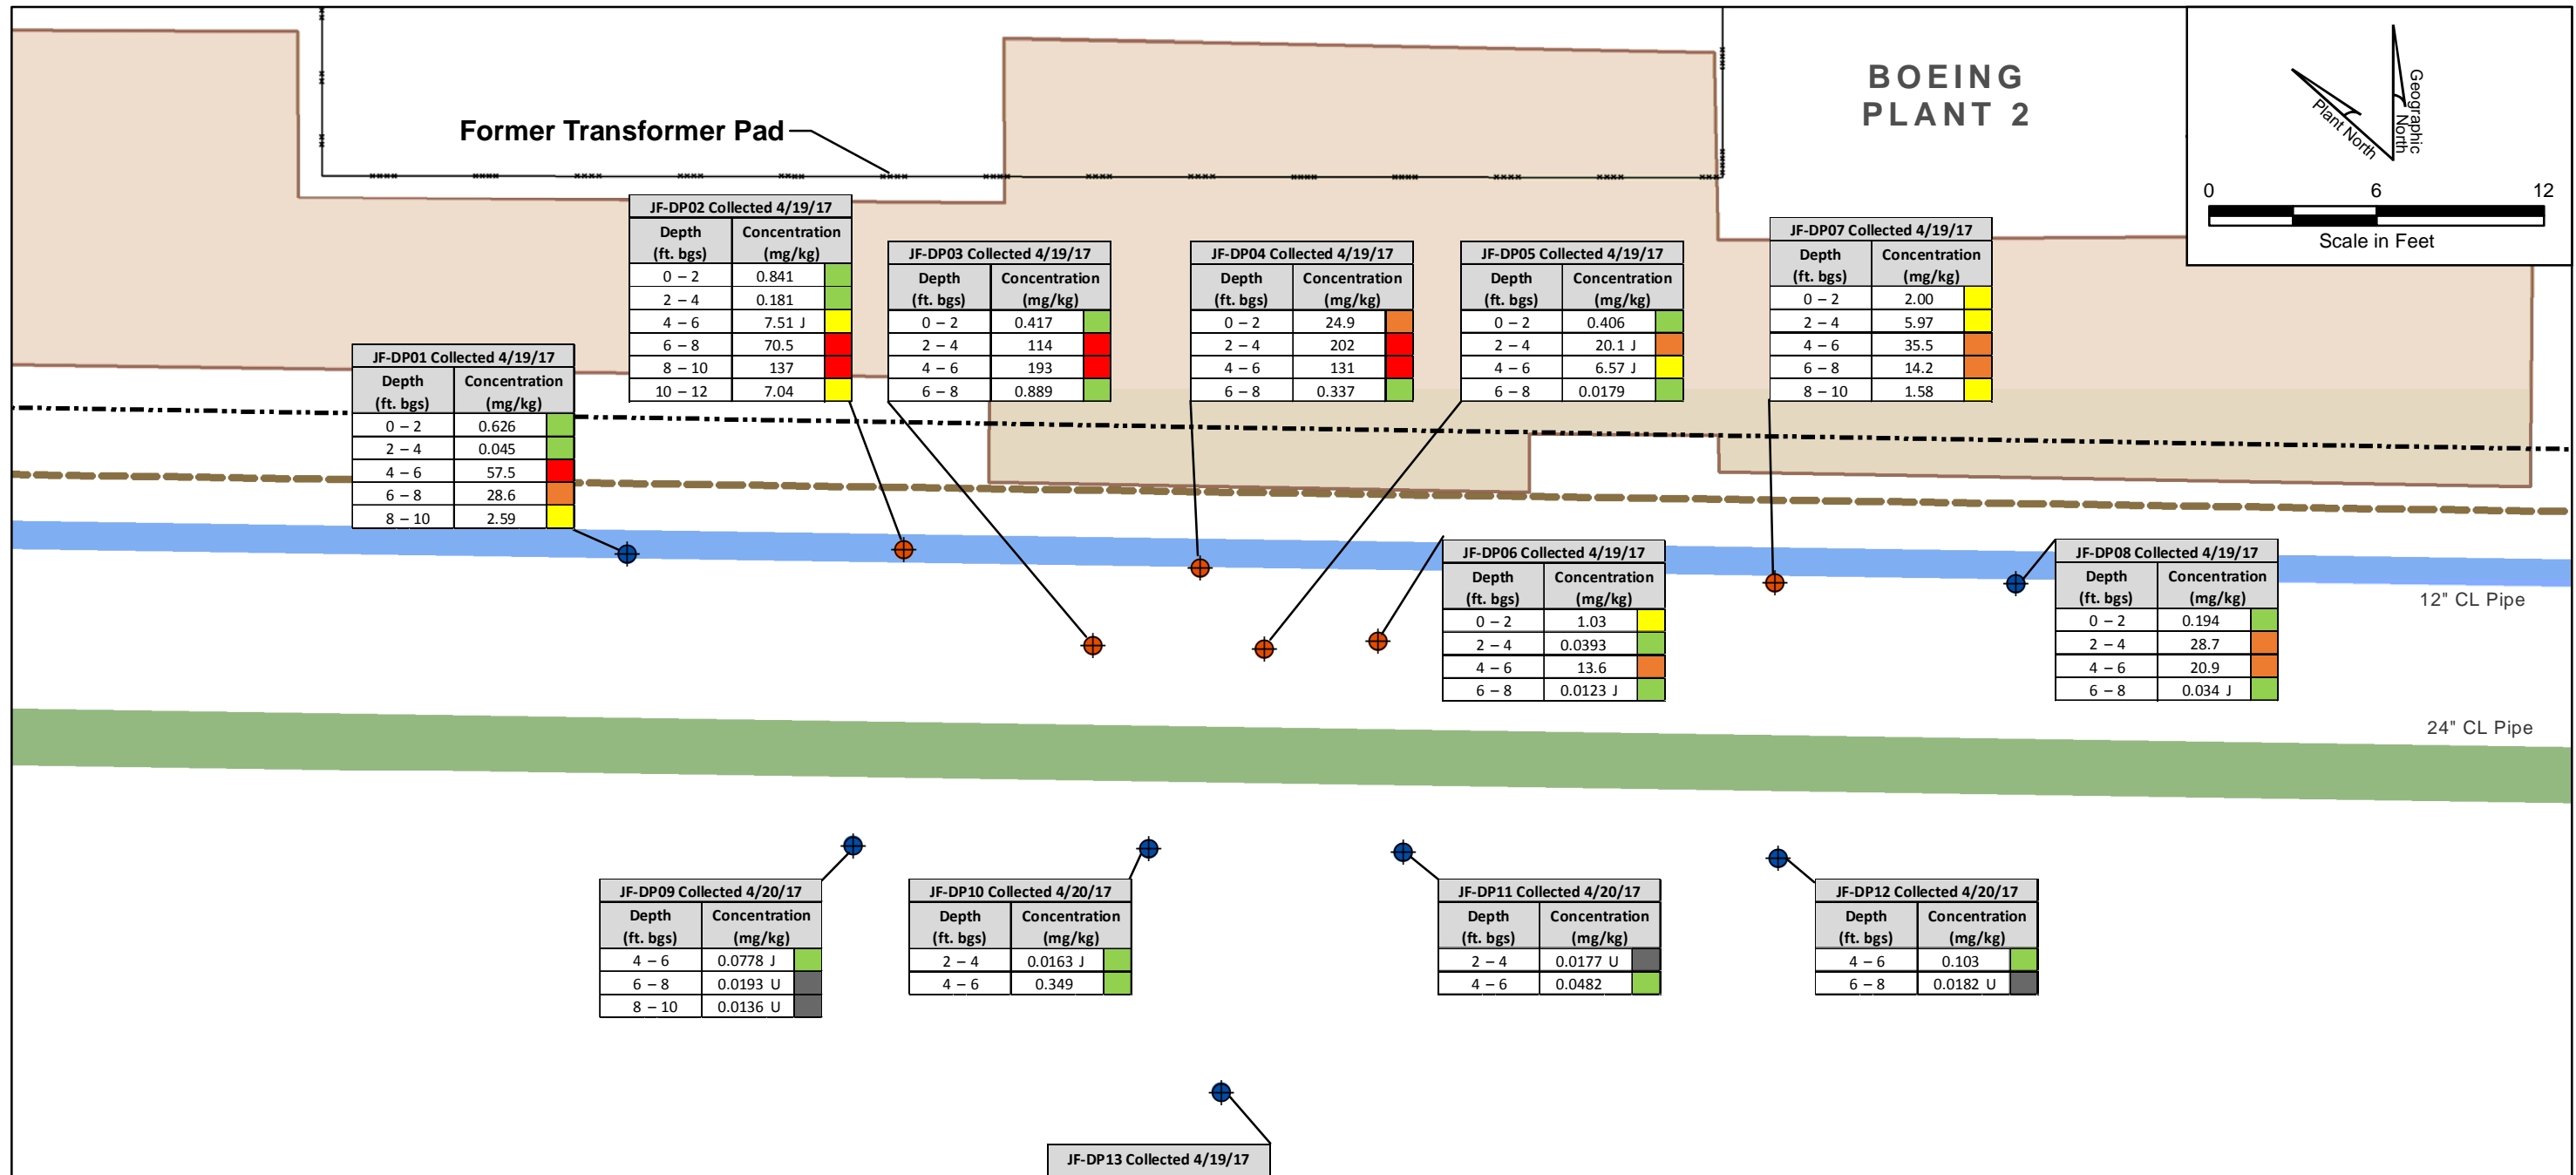 BOEING
PLANT 2
Geographic
North
Plant North
0 6 12
Scale in Feet
Former Transformer Pad
JF-DP02 Collected 4/19/17
Depth Concentration
(ft. bgs) (mg/kg)
0 – 2 0.841
2 – 4 0.181
4 – 6 7.51 J
6 – 8 70.5
8 – 10 137
10 – 12 7.04
JF-DP03 Collected 4/19/17
Depth Concentration
(ft. bgs) (mg/kg)
0 – 2 0.417
2 – 4 114
4 – 6 193
6 – 8 0.889
JF-DP04 Collected 4/19/17
Depth Concentration
(ft. bgs) (mg/kg)
0 – 2 24.9
2 – 4 202
4 – 6 131
6 – 8 0.337
JF-DP05 Collected 4/19/17
Depth Concentration
(ft. bgs) (mg/kg)
0 – 2 0.406
2 – 4 20.1 J
4 – 6 6.57 J
6 – 8 0.0179
JF-DP07 Collected 4/19/17
Depth Concentration
(ft. bgs) (mg/kg)
0 – 2 2.00
2 – 4 5.97
4 – 6 35.5
6 – 8 14.2
8 – 10 1.58
JF-DP01 Collected 4/19/17
Depth Concentration
(ft. bgs) (mg/kg)
0 – 2 0.626
2 – 4 0.045
4 – 6 57.5
6 – 8 28.6
8 – 10 2.59
JF-DP06 Collected 4/19/17
Depth Concentration
(ft. bgs) (mg/kg)
0 – 2 1.03
2 – 4 0.0393
4 – 6 13.6
6 – 8 0.0123 J
JF-DP08 Collected 4/19/17
Depth Concentration
(ft. bgs) (mg/kg)
0 – 2 0.194
2 – 4 28.7
4 – 6 20.9
6 – 8 0.034 J
12" CL Pipe
24" CL Pipe
JF-DP09 Collected 4/20/17
Depth Concentration
(ft. bgs) (mg/kg)
4 – 6 0.0778 J
6 – 8 0.0193 U
8 – 10 0.0136 U
JF-DP10 Collected 4/20/17
Depth Concentration
(ft. bgs) (mg/kg)
2 – 4 0.0163 J
4 – 6 0.349
JF-DP11 Collected 4/20/17
Depth Concentration
(ft. bgs) (mg/kg)
2 – 4 0.0177 U
4 – 6 0.0482
JF-DP12 Collected 4/20/17
Depth Concentration
(ft. bgs) (mg/kg)
4 – 6 0.103
6 – 8 0.0182 U
JF-DP13 Collected 4/19/17